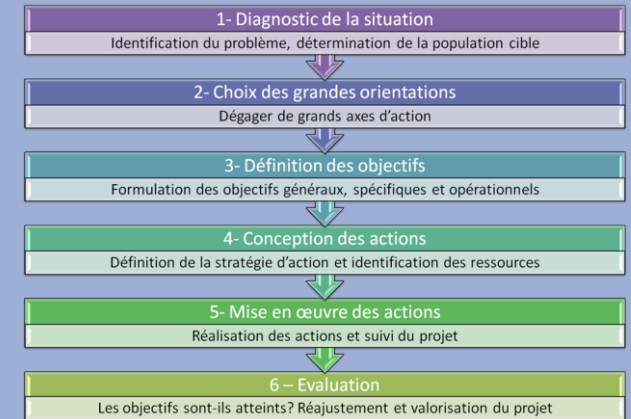 1- Diagnostic de la situation
Identification du problème, détermination de la population cible
2- Choix des grandes orientations
Dégager de grands axes d'action
3- Définition des objectifs
Formulation des objectifs généraux, spécifiques et opérationnels
4- Conception des actions
Définition de la stratégie d'action et identification des ressources
5- Mise en œuvre des actions
Réalisation des actions et suivi du projet
6 – Evaluation
Les objectifs sont-ils atteints? Réajustement et valorisation du projet